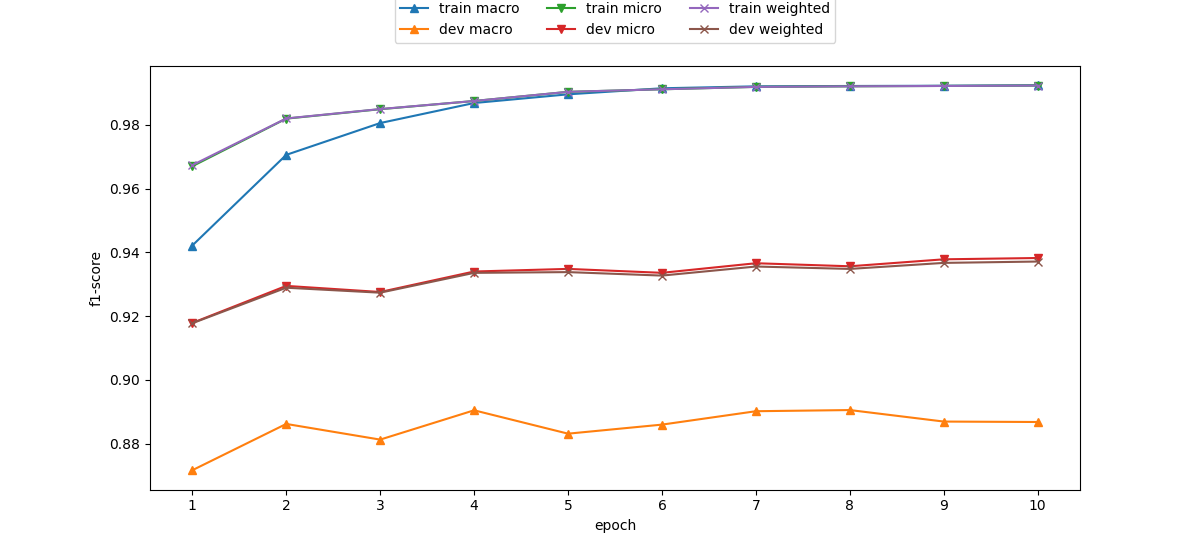 train macro train micro train weighted
dev macro dev micro dev weighted
0.98
0.96
0.94
0.92
0.90
0.88
f1-score
1 2 3 4 5 6 7 8 9 10
epoch